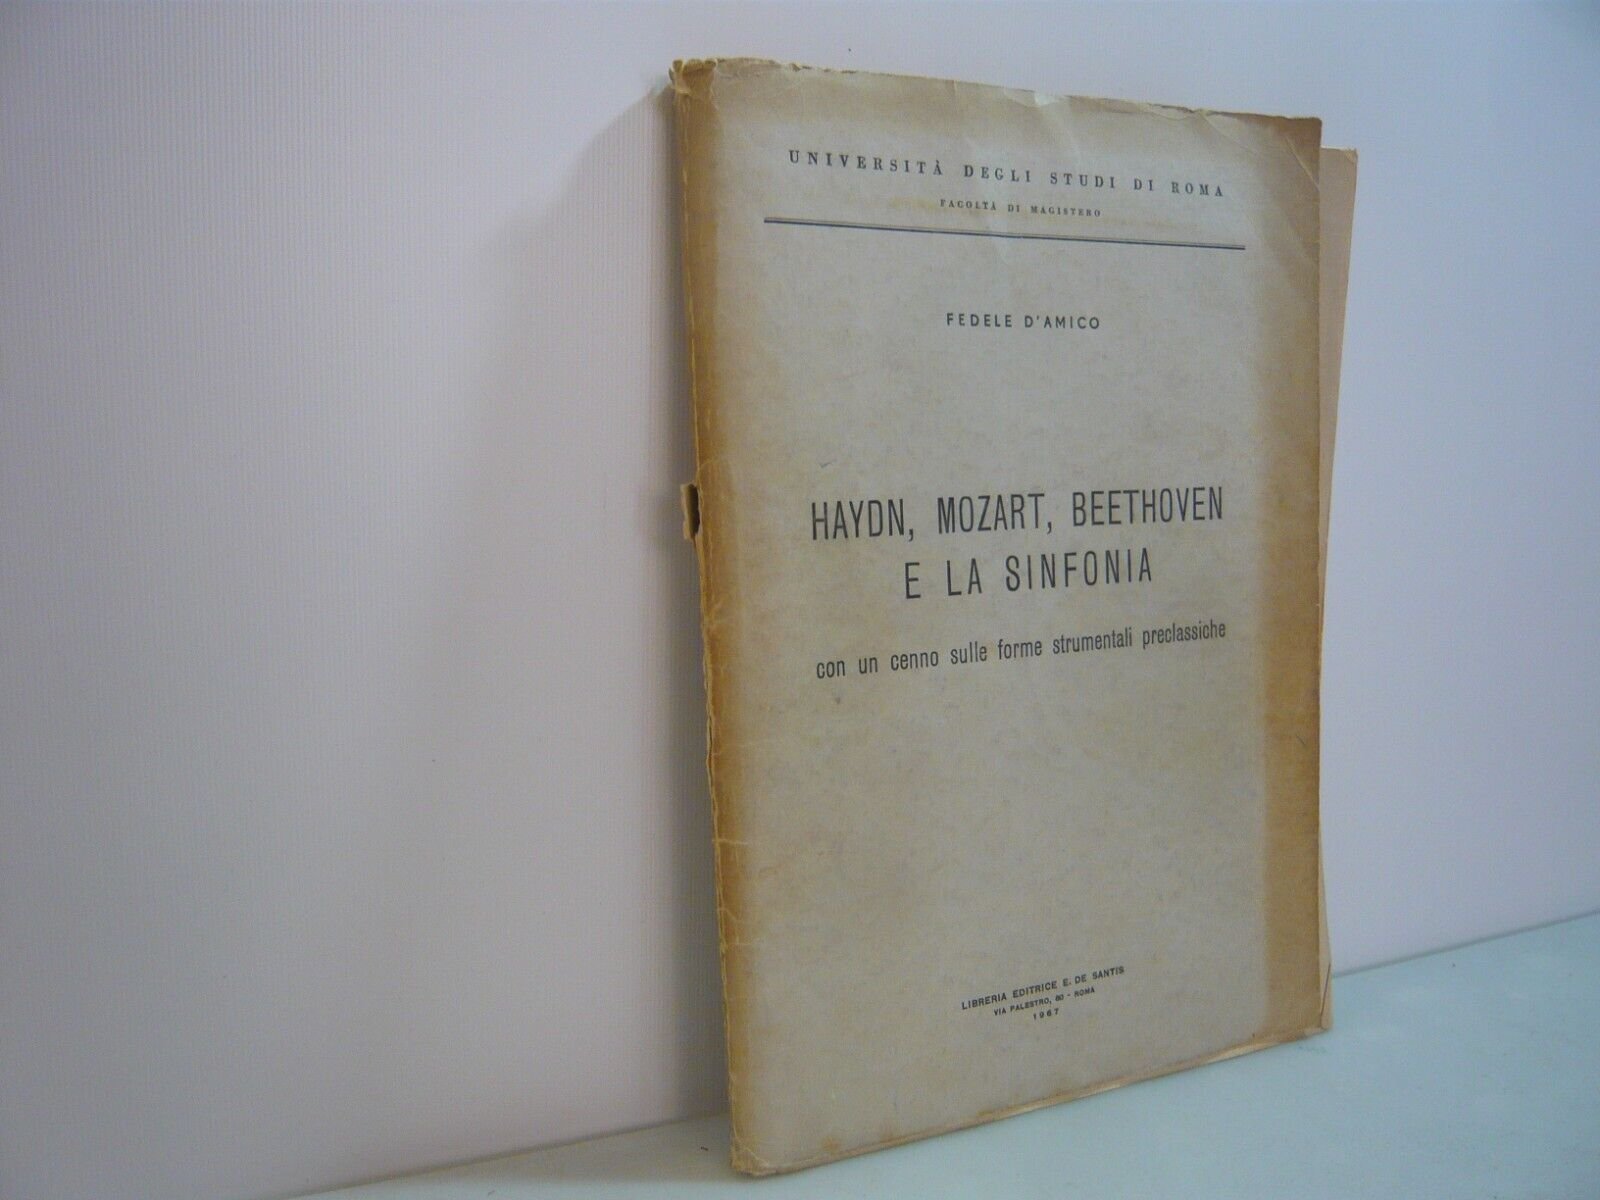 UNIVERSITÀ DEGLI STUDI DI ROMA
FACOLTÀ DI MAGISTERO
FEDELE D'AMICO
HAYDN, MOZART, BEETHOVEN
E LA SINFONIA
con un cenno sulle forme strumentali preclassiche
LIBRERIA EDITRICE E. DE SANTIS
VIA PALESTRO, 80 - ROMA
1967